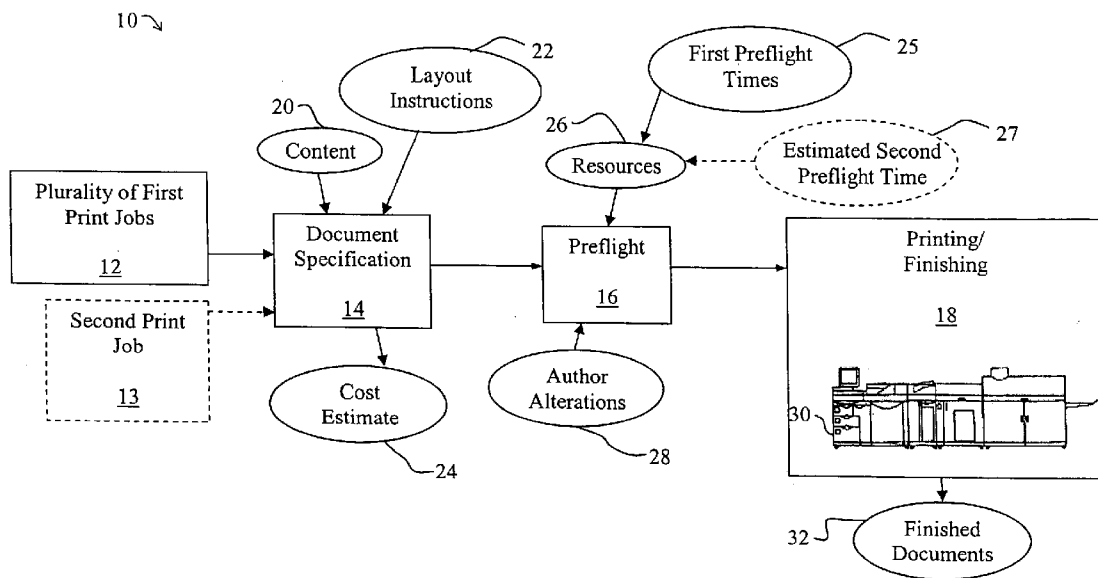 10
22
Layout
Instructions
First Preflight
Times
25
20
Content
26
Resources
27
Estimated Second
Preflight Time
Plurality of First
Print Jobs
12
Document
Specification
14
Preflight
16
Printing/
Finishing
18
Second Print
Job
13
Cost
Estimate
24
Author
Alterations
28
30
32
Finished
Documents